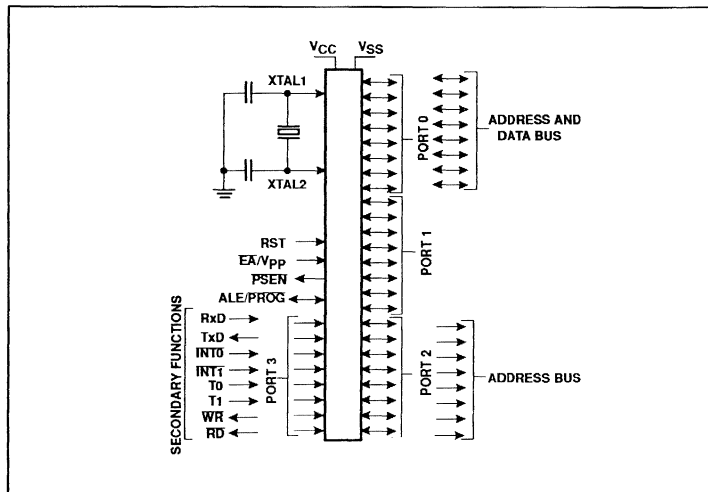 VCC VSS
XTAL1
XTAL2
PORT 0
ADDRESS AND
DATA BUS
PORT 1
RST
EA/VPP
PSEN
ALE/PROG
SECONDARY FUNCTIONS
RxD
TxD
INT0
INT1
T0
T1
WR
RD
PORT 3
PORT 2
ADDRESS BUS